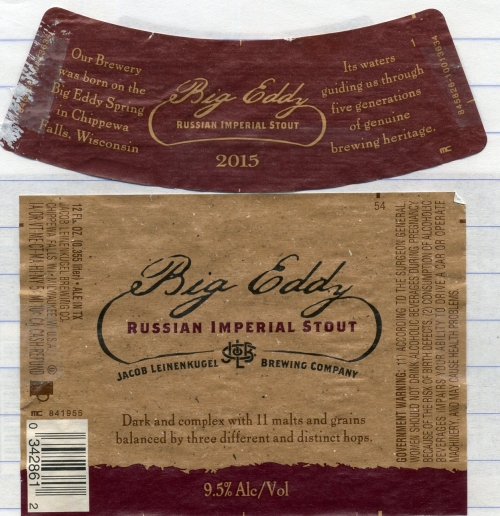 Our Brewery
was born on the
Big Eddy Spring
in Chippewa
Falls, Wisconsin
Big Eddy
RUSSIAN IMPERIAL STOUT
2015
Its waters
guiding us through
five generations
of genuine
brewing heritage.
54
12 FL. OZ. (0.355 liter) • ALE IN TX
JACOB LEINENKUGEL BREWING CO.
CHIPPEWA FALLS
Big Eddy
RUSSIAN IMPERIAL STOUT
JACOB LEINENKUGEL BREWING COMPANY
Dark and complex with 11 malts and grains
balanced by three different and distinct hops.
9.5% Alc/Vol
mc 841955
0 342861 2
GOVERNMENT WARNING: (1) ACCORDING TO THE SURGEON GENERAL,
WOMEN SHOULD NOT DRINK ALCOHOLIC BEVERAGES DURING PREGNANCY
BECAUSE OF THE RISK OF BIRTH DEFECTS. (2) CONSUMPTION OF ALCOHOLIC
BEVERAGES IMPAIRS YOUR ABILITY TO DRIVE A CAR OR OPERATE
MACHINERY, AND MAY CAUSE HEALTH PROBLEMS.